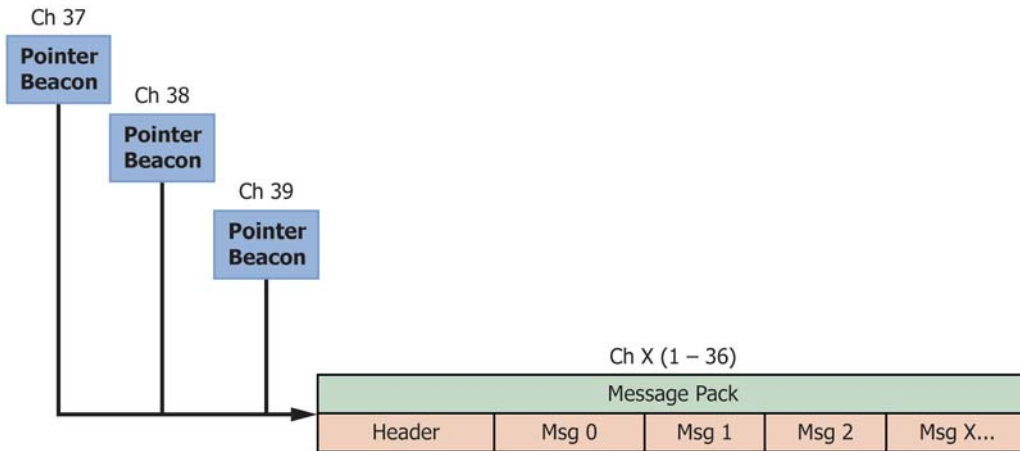 Ch 37
Pointer
Beacon
Ch 38
Pointer
Beacon
Ch 39
Pointer
Beacon
Ch X (1 – 36)
Message Pack
Header Msg 0 Msg 1 Msg 2 Msg X...